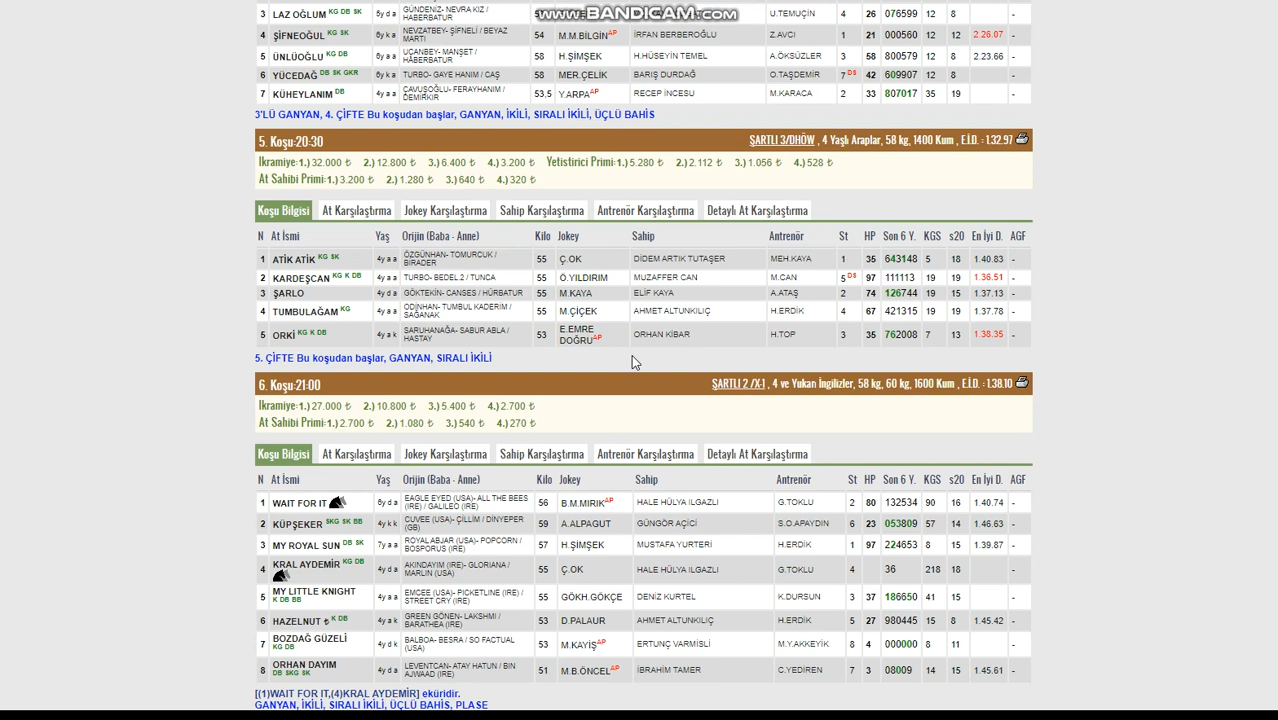 www.BANDICAM.com
3 LAZ OĞLUM KG DB SK 5y d a GÜNDENİZ- NEVRA KIZ / HABERBATUR U.TEMUÇİN 4 26 076599 12 8 -
4 ŞİFNEOĞUL KG SK 8y k a NEVZATBEY- ŞİFNELİ / BEYAZ MARTI 54 M.M.BİLGİN AP İRFAN BERBEROĞLU Z.AVCI 1 21 000560 12 12 2.26.07 -
5 ÜNLÜOĞLU KG DB 8y a a UÇANBEY- MANŞET / HABERBATUR 58 H.ŞİMŞEK H.HÜSEYİN TEMEL A.ÖKSÜZLER 3 58 800579 12 8 2.23.66 -
6 YÜCEDAĞ DB SK GKR 6y k a TURBO- GAYE HANIM / CAŞ 58 MER.ÇELİK BARIŞ DURDAĞ O.TAŞDEMİR 7 DS 42 609907 12 8 -
7 KÜHEYLANIM DB 4y a a ÇAVUŞOĞLU- FERAYHANIM / DEMİRKIR 53,5 Y.ARPA AP RECEP İNCESU M.KARACA 2 33 807017 35 19 -
3'LÜ GANYAN, 4. ÇİFTE Bu koşudan başlar, GANYAN, İKİLİ, SIRALI İKİLİ, ÜÇLÜ BAHİS
5. Koşu:20:30 ŞARTLI 3/DHÖW , 4 Yaşlı Araplar, 58 kg, 1400 Kum , E.İ.D. : 1.32.97
İkramiye: 1.) 32.000 ₺ 2.) 12.800 ₺ 3.) 6.400 ₺ 4.) 3.200 ₺ Yetistirici Primi: 1.) 5.280 ₺ 2.) 2.112 ₺ 3.) 1.056 ₺ 4.) 528 ₺
At Sahibi Primi: 1.) 3.200 ₺ 2.) 1.280 ₺ 3.) 640 ₺ 4.) 320 ₺
Koşu Bilgisi At Karşılaştırma Jokey Karşılaştırma Sahip Karşılaştırma Antrenör Karşılaştırma Detaylı At Karşılaştırma
N At İsmi Yaş Orijin (Baba - Anne) Kilo Jokey Sahip Antrenör St HP Son 6 Y. KGS s20 En İyi D. AGF
1 ATİK ATİK KG SK 4y a a ÖZGÜNHAN- TOMURCUK / BİRADER 55 Ç.OK DİDEM ARTIK TUTAŞER MEH.KAYA 1 35 643148 5 18 1.40.83 -
2 KARDEŞCAN KG K DB 4y a a TURBO- BEDEL 2 / TUNCA 55 Ö.YILDIRIM MUZAFFER CAN M.CAN 5 DS 97 111113 19 19 1.36.51 -
3 ŞARLO 4y d a GÖKTEKİN- CANSES / HÜRBATUR 55 M.KAYA ELİF KAYA A.ATAŞ 2 74 126744 19 15 1.37.13 -
4 TUMBULAĞAM KG 4y a a ODİNHAN- TUMBUL KADERİM / SAĞANAK 55 M.ÇİÇEK AHMET ALTUNKILIÇ H.ERDİK 4 67 421315 19 19 1.37.78 -
5 ORKİ KG K DB 4y a k SARUHANAĞA- SABUR ABLA / HASTAY 53 E.EMRE DOĞRU AP ORHAN KİBAR H.TOP 3 35 762008 7 13 1.38.35 -
5. ÇİFTE Bu koşudan başlar, GANYAN, SIRALI İKİLİ
6. Koşu:21:00 ŞARTLI 2 /X-I , 4 ve Yukarı İngilizler, 58 kg, 60 kg, 1600 Kum , E.İ.D. : 1.38.10
İkramiye: 1.) 27.000 ₺ 2.) 10.800 ₺ 3.) 5.400 ₺ 4.) 2.700 ₺
At Sahibi Primi: 1.) 2.700 ₺ 2.) 1.080 ₺ 3.) 540 ₺ 4.) 270 ₺
Koşu Bilgisi At Karşılaştırma Jokey Karşılaştırma Sahip Karşılaştırma Antrenör Karşılaştırma Detaylı At Karşılaştırma
N At İsmi Yaş Orijin (Baba - Anne) Kilo Jokey Sahip Antrenör St HP Son 6 Y. KGS s20 En İyi D. AGF
1 WAIT FOR IT 6y d a EAGLE EYED (USA)- ALL THE BEES (IRE) / GALILEO (IRE) 56 B.M.MIRIK AP HALE HÜLYA ILGAZLI G.TOKLU 2 80 132534 90 16 1.40.74 -
2 KÜPŞEKER SKG SK BB 4y k k CUVEE (USA)- ÇİLLİM / DİNYEPER (GB) 59 A.ALPAGUT GÜNGÖR AÇİCİ S.O.APAYDIN 6 23 053809 57 14 1.46.63 -
3 MY ROYAL SUN DB SK 7y a a ROYAL ABJAR (USA)- POPCORN / BOSPORUS (IRE) 57 H.ŞİMŞEK MUSTAFA YURTERİ H.ERDİK 1 97 224653 8 15 1.39.87 -
4 KRAL AYDEMİR KG DB 4y d a AKINDAYIM (IRE)- GLORIANA / MARLIN (USA) 55 Ç.OK HALE HÜLYA ILGAZLI G.TOKLU 4 36 218 18 -
5 MY LITTLE KNIGHT K DB BB 4y a a EMCEE (USA)- PICKETLINE (IRE) / STREET CRY (IRE) 55 GÖKH.GÖKÇE DENİZ KURTEL K.DURSUN 3 37 186650 41 15 -
6 HAZELNUT ₺ K DB 4y a k GREEN GÖNEN- LAKSHMI / BARATHEA (IRE) 53 D.PALAUR AHMET ALTUNKILIÇ H.ERDİK 5 27 980445 15 8 1.45.42 -
7 BOZDAĞ GÜZELİ KG DB 4y d k BALBOA- BESRA / SO FACTUAL (USA) 53 M.KAYİŞ AP ERTUNÇ VARMİSLİ M.Y.AKKEYİK 8 4 000000 8 11 -
8 ORHAN DAYIM DB SKG SK 4y d a LEVENTCAN- ATAY HATUN / BIN AJWAAD (IRE) 51 M.B.ÖNCEL AP İBRAHİM TAMER C.YEDİREN 7 3 08009 14 15 1.45.61 -
[(1)WAIT FOR IT,(4)KRAL AYDEMİR] eküridir.
GANYAN, İKİLİ, SIRALI İKİLİ, ÜÇLÜ BAHİS, PLASE